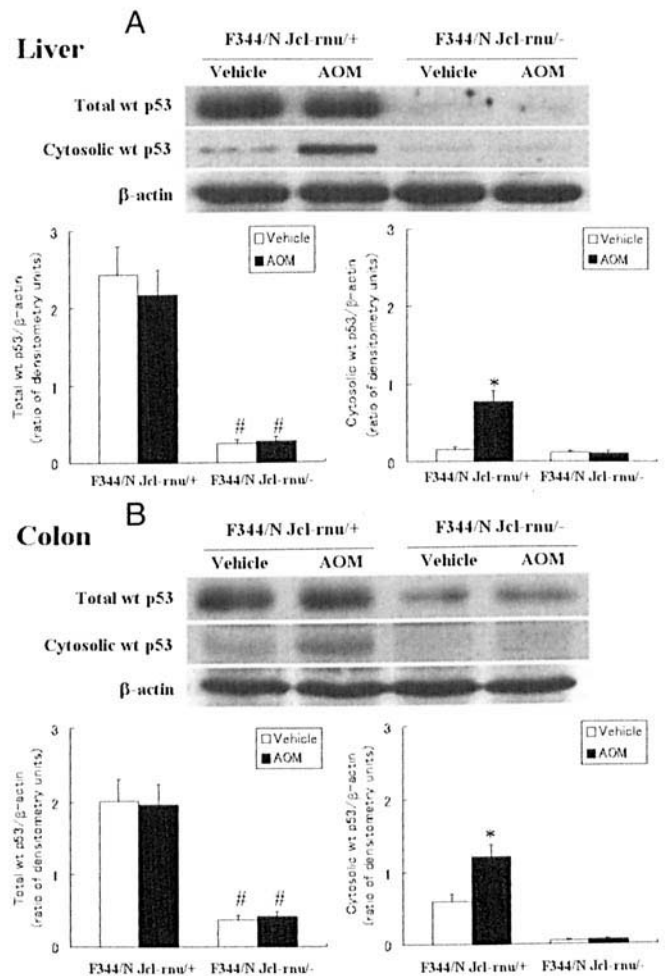 A
Liver
F344/N Jcl-rnu/+ F344/N Jcl-rnu/-
Vehicle AOM Vehicle AOM
Total wt p53
Cytosolic wt p53
β-actin
Total wt p53/β-actin
(ratio of densitometry units)
3
2
1
0
Vehicle
AOM
# #
F344/N Jcl-rnu/+ F344/N Jcl-rnu/-
Cytosolic wt p53/β-actin
(ratio of densitometry units)
3
2
1
0
Vehicle
AOM
*
F344/N Jcl-rnu/+ F344/N Jcl-rnu/-
B
Colon
F344/N Jcl-rnu/+ F344/N Jcl-rnu/-
Vehicle AOM Vehicle AOM
Total wt p53
Cytosolic wt p53
β-actin
Total wt p53/β-actin
(ratio of densitometry units)
3
2
1
0
Vehicle
AOM
# #
F344/N Jcl-rnu/+ F344/N Jcl-rnu/-
Cytosolic wt p53/β-actin
(ratio of densitometry units)
3
2
1
0
Vehicle
AOM
*
F344/N Jcl-rnu/+ F344/N Jcl-rnu/-